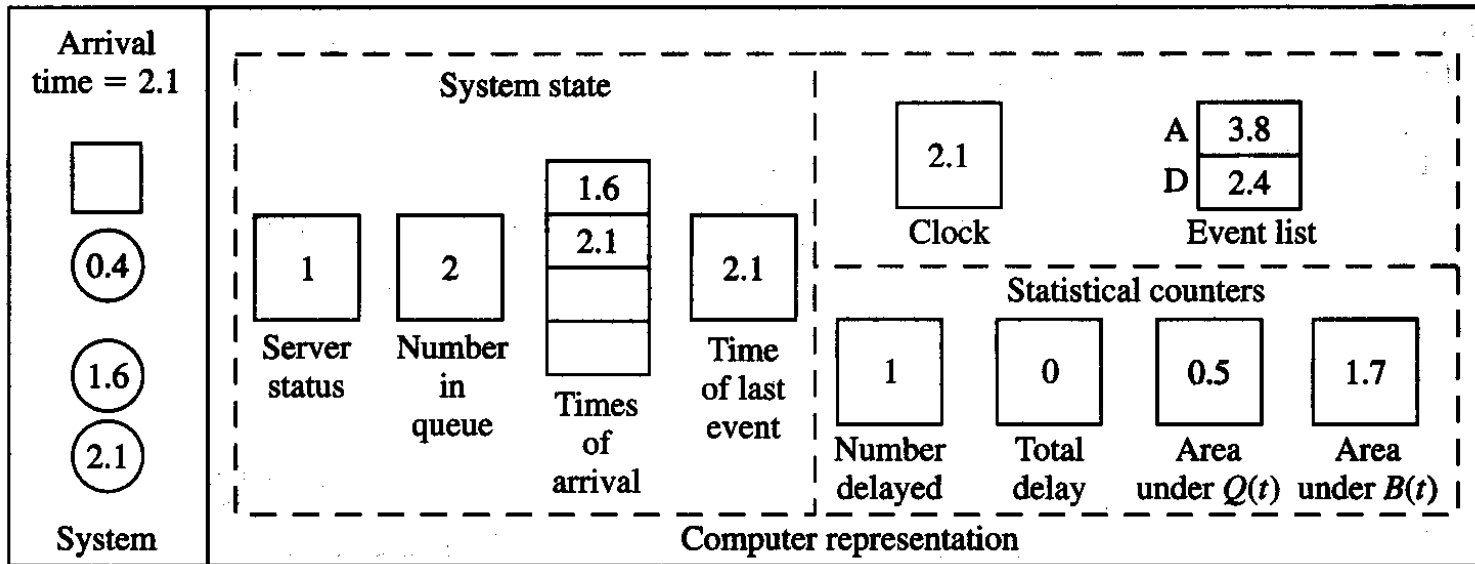 Arrival
time = 2.1
0.4
1.6
2.1
System
System state
1
Server
status
2
Number
in
queue
1.6
2.1
Times
of
arrival
2.1
Time
of last
event
2.1
Clock
A 3.8
D 2.4
Event list
Statistical counters
1
Number
delayed
0
Total
delay
0.5
Area
under Q(t)
1.7
Area
under B(t)
Computer representation